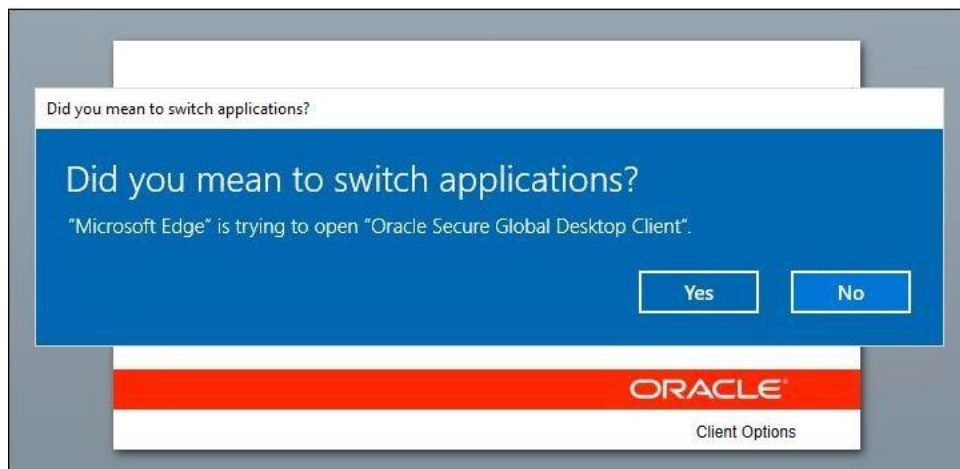 Did you mean to switch applications?
Did you mean to switch applications?
"Microsoft Edge" is trying to open "Oracle Secure Global Desktop Client".
Yes No
ORACLE
Client Options